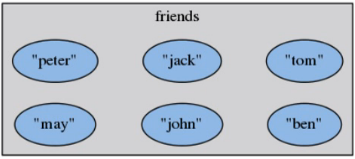 friends
"peter" "jack" "tom"
"may" "john" "ben"